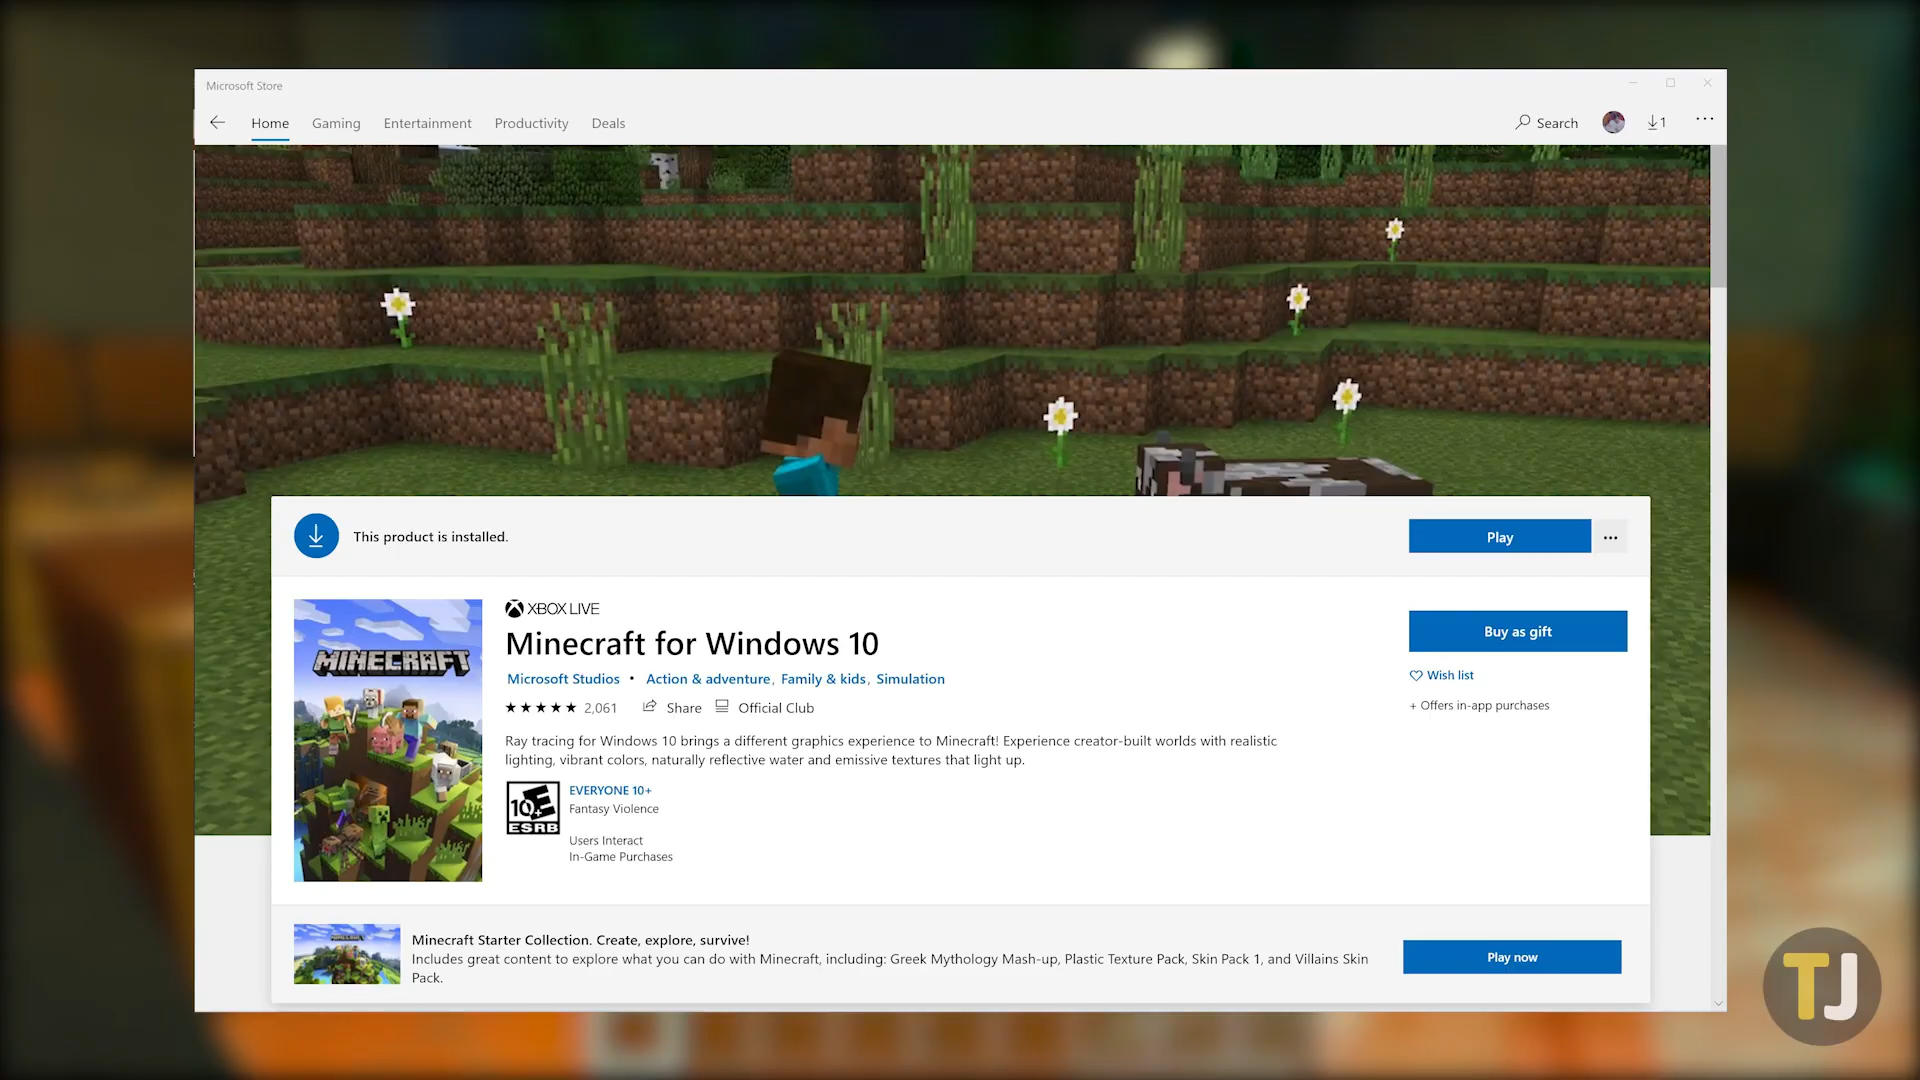 Microsoft Store
Home Gaming Entertainment Productivity Deals Search 1
This product is installed.
Play
XBOX LIVE
Minecraft for Windows 10
Buy as gift
Microsoft Studios • Action & adventure, Family & kids, Simulation
Wish list
2,061 Share Official Club
+ Offers in-app purchases
Ray tracing for Windows 10 brings a different graphics experience to Minecraft! Experience creator-built worlds with realistic
lighting, vibrant colors, naturally reflective water and emissive textures that light up.
MINECRAFT
10+ E
ESRB
EVERYONE 10+
Fantasy Violence
Users Interact
In-Game Purchases
MINECRAFT
Minecraft Starter Collection. Create, explore, survive!
Includes great content to explore what you can do with Minecraft, including: Greek Mythology Mash-up, Plastic Texture Pack, Skin Pack 1, and Villains Skin
Pack.
Play now
TJ